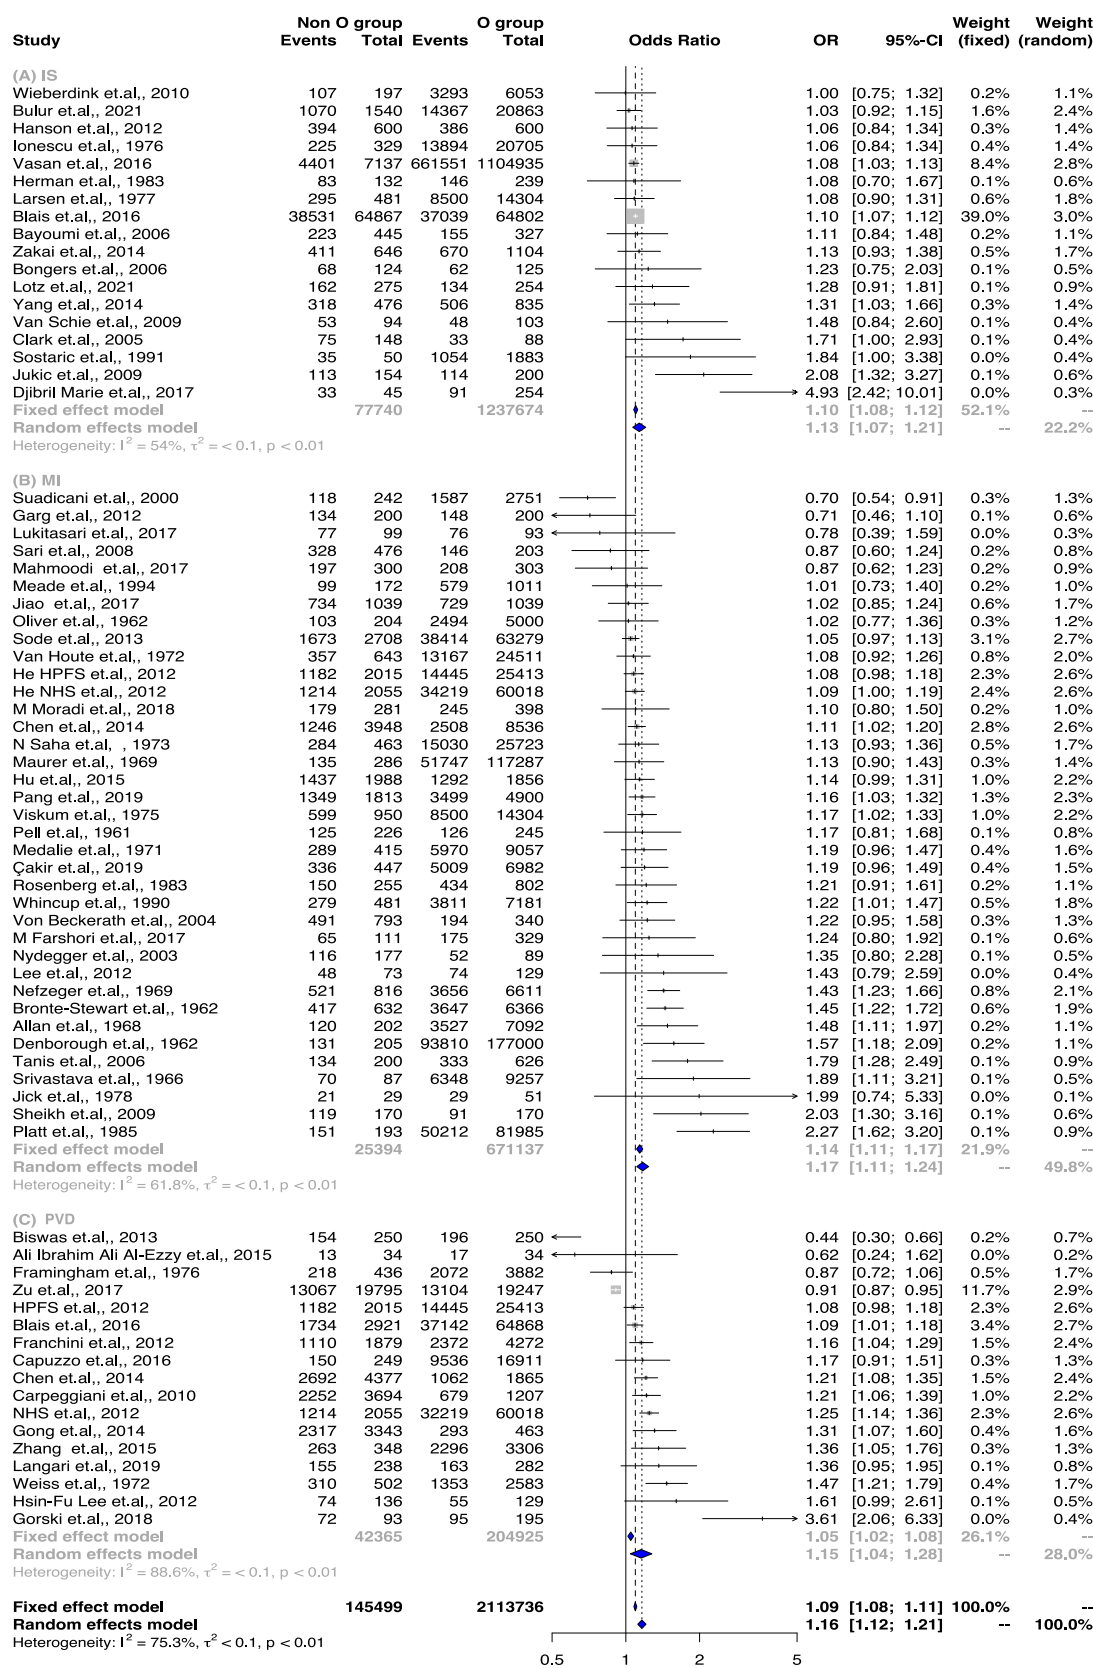 Non O group O group Weight Weight
Study Events Total Events Total Odds Ratio OR 95%-CI (fixed) (random)
(A) IS
Wieberdink et.al,, 2010 107 197 3293 6053 1.00 [0.75; 1.32] 0.2% 1.1%
Bulur et.al,, 2021 1070 1540 14367 20863 1.03 [0.92; 1.15] 1.6% 2.4%
Hanson et.al,, 2012 394 600 386 600 1.06 [0.84; 1.34] 0.3% 1.4%
Ionescu et.al,, 1976 225 329 13894 20705 1.06 [0.84; 1.34] 0.4% 1.4%
Vasan et.al,, 2016 4401 7137 661551 1104935 1.08 [1.03; 1.13] 8.4% 2.8%
Herman et.al,, 1983 83 132 146 239 1.08 [0.70; 1.67] 0.1% 0.6%
Larsen et.al,, 1977 295 481 8500 14304 1.08 [0.90; 1.31] 0.6% 1.8%
Blais et.al,, 2016 38531 64867 37039 64802 1.10 [1.07; 1.12] 39.0% 3.0%
Bayoumi et.al,, 2006 223 445 155 327 1.11 [0.84; 1.48] 0.2% 1.1%
Zakai et.al,, 2014 411 646 670 1104 1.13 [0.93; 1.38] 0.5% 1.7%
Bongers et.al,, 2006 68 124 62 125 1.23 [0.75; 2.03] 0.1% 0.5%
Lotz et.al,, 2021 162 275 134 254 1.28 [0.91; 1.81] 0.1% 0.9%
Yang et.al,, 2014 318 476 506 835 1.31 [1.03; 1.66] 0.3% 1.4%
Van Schie et.al,, 2009 53 94 48 103 1.48 [0.84; 2.60] 0.1% 0.4%
Clark et.al,, 2005 75 148 33 88 1.71 [1.00; 2.93] 0.1% 0.4%
Sostaric et.al,, 1991 35 50 1054 1883 1.84 [1.00; 3.38] 0.0% 0.4%
Jukic et.al,, 2009 113 154 114 200 2.08 [1.32; 3.27] 0.1% 0.6%
Djibril Marie et.al,, 2017 33 45 91 254 4.93 [2.42; 10.01] 0.0% 0.3%
Fixed effect model 77740 1237674 1.10 [1.08; 1.12] 52.1% --
Random effects model 1.13 [1.07; 1.21] -- 22.2%
Heterogeneity: I² = 54%, τ² = < 0.1, p < 0.01
(B) MI
Suadicani et.al,, 2000 118 242 1587 2751 0.70 [0.54; 0.91] 0.3% 1.3%
Garg et.al,, 2012 134 200 148 200 0.71 [0.46; 1.10] 0.1% 0.6%
Lukitasari et.al,, 2017 77 99 76 93 0.78 [0.39; 1.59] 0.0% 0.3%
Sari et.al,, 2008 328 476 146 203 0.87 [0.60; 1.24] 0.2% 0.8%
Mahmoodi et.al,, 2017 197 300 208 303 0.87 [0.62; 1.23] 0.2% 0.9%
Meade et.al,, 1994 99 172 579 1011 1.01 [0.73; 1.40] 0.2% 1.0%
Jiao et.al,, 2017 734 1039 729 1039 1.02 [0.85; 1.24] 0.6% 1.7%
Oliver et.al,, 1962 103 204 2494 5000 1.02 [0.77; 1.36] 0.3% 1.2%
Sode et.al,, 2013 1673 2708 38414 63279 1.05 [0.97; 1.13] 3.1% 2.7%
Van Houte et.al,, 1972 357 643 13167 24511 1.08 [0.92; 1.26] 0.8% 2.0%
He HPFS et.al,, 2012 1182 2015 14445 25413 1.08 [0.98; 1.18] 2.3% 2.6%
He NHS et.al,, 2012 1214 2055 34219 60018 1.09 [1.00; 1.19] 2.4% 2.6%
M Moradi et.al,, 2018 179 281 245 398 1.10 [0.80; 1.50] 0.2% 1.0%
Chen et.al,, 2014 1246 3948 2508 8536 1.11 [1.02; 1.20] 2.8% 2.6%
N Saha et.al, , 1973 284 463 15030 25723 1.13 [0.93; 1.36] 0.5% 1.7%
Maurer et.al,, 1969 135 286 51747 117287 1.13 [0.90; 1.43] 0.3% 1.4%
Hu et.al,, 2015 1437 1988 1292 1856 1.14 [0.99; 1.31] 1.0% 2.2%
Pang et.al,, 2019 1349 1813 3499 4900 1.16 [1.03; 1.32] 1.3% 2.3%
Viskum et.al,, 1975 599 950 8500 14304 1.17 [1.02; 1.33] 1.0% 2.2%
Pell et.al,, 1961 125 226 126 245 1.17 [0.81; 1.68] 0.1% 0.8%
Medalie et.al,, 1971 289 415 5970 9057 1.19 [0.96; 1.47] 0.4% 1.6%
Çakir et.al,, 2019 336 447 5009 6982 1.19 [0.96; 1.49] 0.4% 1.5%
Rosenberg et.al,, 1983 150 255 434 802 1.21 [0.91; 1.61] 0.2% 1.1%
Whincup et.al,, 1990 279 481 3811 7181 1.22 [1.01; 1.47] 0.5% 1.8%
Von Beckerath et.al,, 2004 491 793 194 340 1.22 [0.95; 1.58] 0.3% 1.3%
M Farshori et.al,, 2017 65 111 175 329 1.24 [0.80; 1.92] 0.1% 0.6%
Nydegger et.al,, 2003 116 177 52 89 1.35 [0.80; 2.28] 0.1% 0.5%
Lee et.al,, 2012 48 73 74 129 1.43 [0.79; 2.59] 0.0% 0.4%
Nefzeger et.al,, 1969 521 816 3656 6611 1.43 [1.23; 1.66] 0.8% 2.1%
Bronte-Stewart et.al,, 1962 417 632 3647 6366 1.45 [1.22; 1.72] 0.6% 1.9%
Allan et.al,, 1968 120 202 3527 7092 1.48 [1.11; 1.97] 0.2% 1.1%
Denborough et.al,, 1962 131 205 93810 177000 1.57 [1.18; 2.09] 0.2% 1.1%
Tanis et.al,, 2006 134 200 333 626 1.79 [1.28; 2.49] 0.1% 0.9%
Srivastava et.al,, 1966 70 87 6348 9257 1.89 [1.11; 3.21] 0.1% 0.5%
Jick et.al,, 1978 21 29 29 51 1.99 [0.74; 5.33] 0.0% 0.1%
Sheikh et.al,, 2009 119 170 91 170 2.03 [1.30; 3.16] 0.1% 0.6%
Platt et.al,, 1985 151 193 50212 81985 2.27 [1.62; 3.20] 0.1% 0.9%
Fixed effect model 25394 671137 1.14 [1.11; 1.17] 21.9% --
Random effects model 1.17 [1.11; 1.24] -- 49.8%
Heterogeneity: I² = 61.8%, τ² = < 0.1, p < 0.01
(C) PVD
Biswas et.al,, 2013 154 250 196 250 0.44 [0.30; 0.66] 0.2% 0.7%
Ali Ibrahim Ali Al-Ezzy et.al,, 2015 13 34 17 34 0.62 [0.24; 1.62] 0.0% 0.2%
Framingham et.al,, 1976 218 436 2072 3882 0.87 [0.72; 1.06] 0.5% 1.7%
Zu et.al,, 2017 13067 19795 13104 19247 0.91 [0.87; 0.95] 11.7% 2.9%
HPFS et.al,, 2012 1182 2015 14445 25413 1.08 [0.98; 1.18] 2.3% 2.6%
Blais et.al,, 2016 1734 2921 37142 64868 1.09 [1.01; 1.18] 3.4% 2.7%
Franchini et.al,, 2012 1110 1879 2372 4272 1.16 [1.04; 1.29] 1.5% 2.4%
Capuzzo et.al,, 2016 150 249 9536 16911 1.17 [0.91; 1.51] 0.3% 1.3%
Chen et.al,, 2014 2692 4377 1062 1865 1.21 [1.08; 1.35] 1.5% 2.4%
Carpeggiani et.al,, 2010 2252 3694 679 1207 1.21 [1.06; 1.39] 1.0% 2.2%
NHS et.al,, 2012 1214 2055 32219 60018 1.25 [1.14; 1.36] 2.3% 2.6%
Gong et.al,, 2014 2317 3343 293 463 1.31 [1.07; 1.60] 0.4% 1.6%
Zhang et.al,, 2015 263 348 2296 3306 1.36 [1.05; 1.76] 0.3% 1.3%
Langari et.al,, 2019 155 238 163 282 1.36 [0.95; 1.95] 0.1% 0.8%
Weiss et.al,, 1972 310 502 1353 2583 1.47 [1.21; 1.79] 0.4% 1.7%
Hsin-Fu Lee et.al,, 2012 74 136 55 129 1.61 [0.99; 2.61] 0.1% 0.5%
Gorski et.al,, 2018 72 93 95 195 3.61 [2.06; 6.33] 0.0% 0.4%
Fixed effect model 42365 204925 1.05 [1.02; 1.08] 26.1% --
Random effects model 1.15 [1.04; 1.28] -- 28.0%
Heterogeneity: I² = 88.6%, τ² = < 0.1, p < 0.01
Fixed effect model 145499 2113736 1.09 [1.08; 1.11] 100.0% --
Random effects model 1.16 [1.12; 1.21] -- 100.0%
Heterogeneity: I² = 75.3%, τ² < 0.1, p < 0.01
0.5 1 2 5